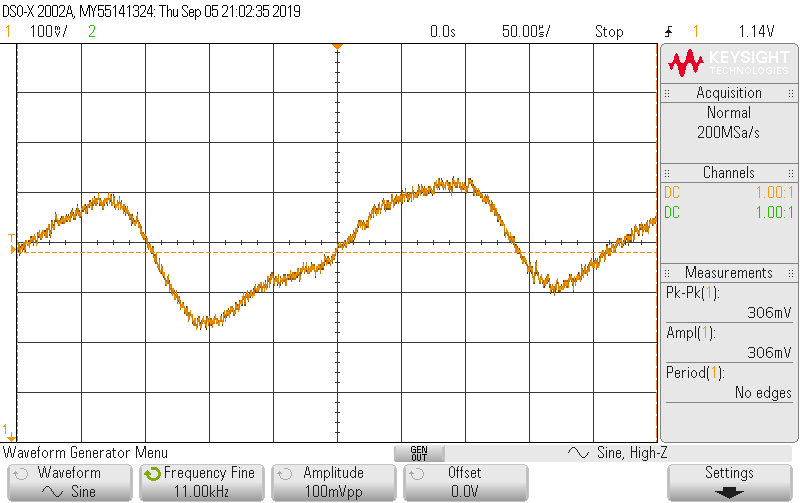 DSO-X 2002A, MY55141324: Thu Sep 05 21:02:35 2019
1 100mV/ 2 0.0s 50.00us/ Stop 1 1.14V
KEYSIGHT
TECHNOLOGIES
Acquisition
Normal
200MSa/s
Channels
DC 1.00:1
DC 1.00:1
Measurements
Pk-Pk(1):
306mV
Ampl(1):
306mV
Period(1):
No edges
T
1
Waveform Generator Menu
GEN
OUT
Sine, High-Z
Waveform
Sine
Frequency Fine
11.00kHz
Amplitude
100mVpp
Offset
0.0V
Settings